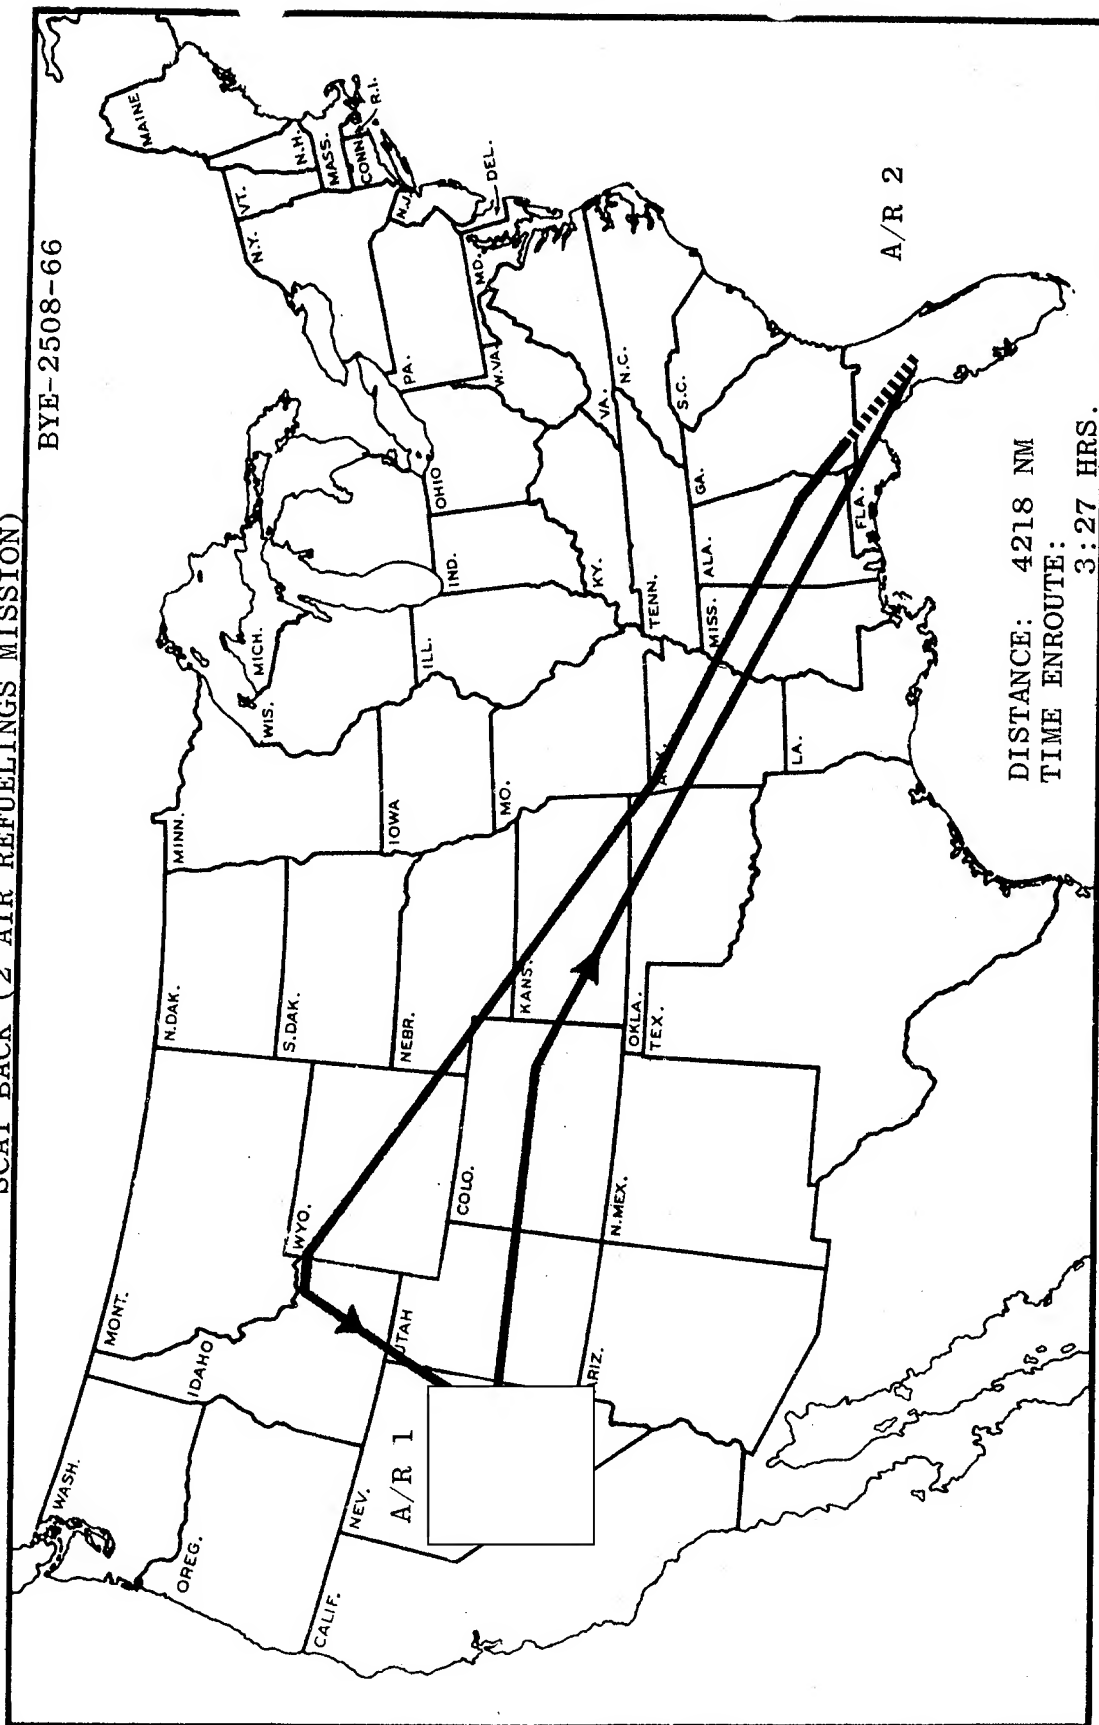 SCAT BACK (2 AIR REFUELINGS MISSION)
BYE-2508-66
WASH.
MONT.
N.DAK.
MINN.
MAINE
VT.
N.H.
N.Y.
MASS.
CONN.
R.I.
OREG.
IDAHO
WYO.
S.DAK.
WIS.
MICH.
PA.
N.J.
CALIF.
NEV.
UTAH
COLO.
NEBR.
IOWA
ILL.
IND.
OHIO
W.VA.
MD.
DEL.
A/R 1
KANS.
MO.
KY.
VA.
ARIZ.
N.MEX.
OKLA.
TEX.
ARK.
TENN.
N.C.
LA.
MISS.
ALA.
GA.
S.C.
FLA.
A/R 2
DISTANCE: 4218 NM
TIME ENROUTE:
3:27 HRS.